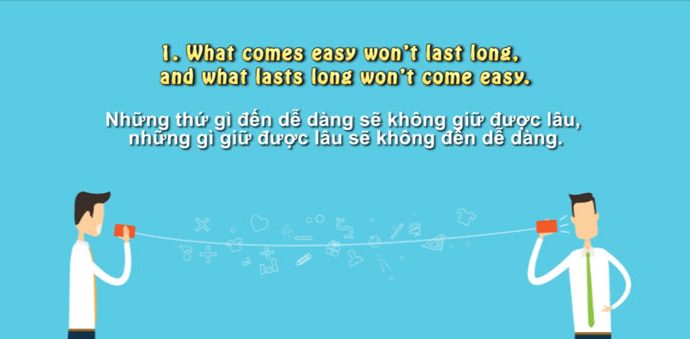 1. What comes easy won't last long,
and what lasts long won't come easy.
Những thứ gì đến dễ dàng sẽ không giữ được lâu,
những gì giữ được lâu sẽ không đến dễ dàng.